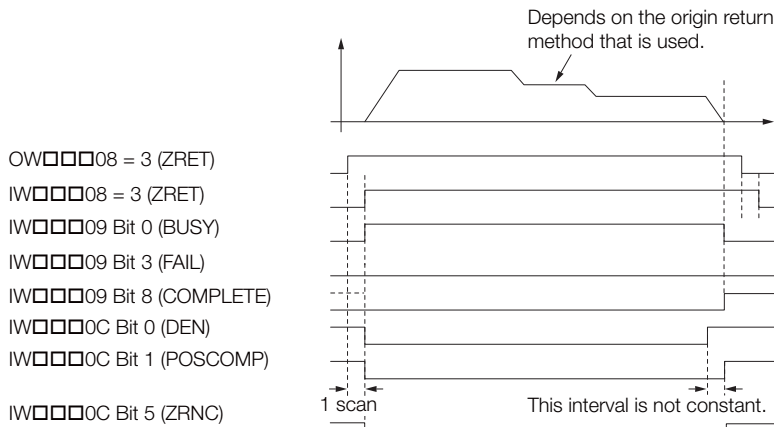 Depends on the origin return
method that is used.
OW□□□08 = 3 (ZRET)
IW□□□08 = 3 (ZRET)
IW□□□09 Bit 0 (BUSY)
IW□□□09 Bit 3 (FAIL)
IW□□□09 Bit 8 (COMPLETE)
IW□□□0C Bit 0 (DEN)
IW□□□0C Bit 1 (POSCOMP)
1 scan
This interval is not constant.
IW□□□0C Bit 5 (ZRNC)